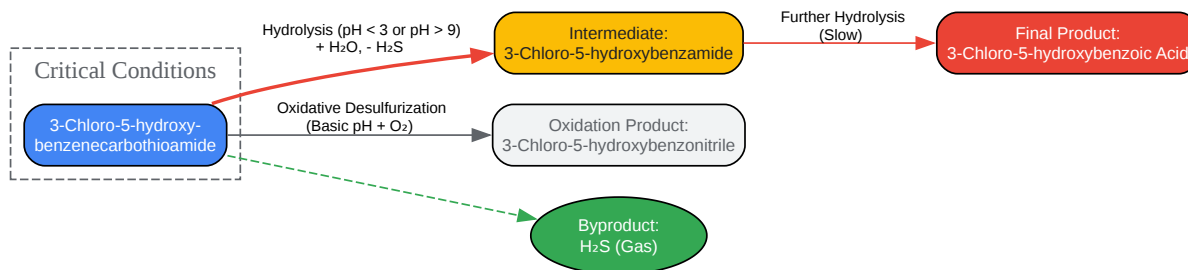 Critical Conditions
3-Chloro-5-hydroxy-
benzenecarbothioamide
Hydrolysis (pH < 3 or pH > 9)
+ H₂O, - H₂S
Intermediate:
3-Chloro-5-hydroxybenzamide
Further Hydrolysis
(Slow)
Final Product:
3-Chloro-5-hydroxybenzoic Acid
Oxidative Desulfurization
(Basic pH + O₂)
Oxidation Product:
3-Chloro-5-hydroxybenzonitrile
Byproduct:
H₂S (Gas)